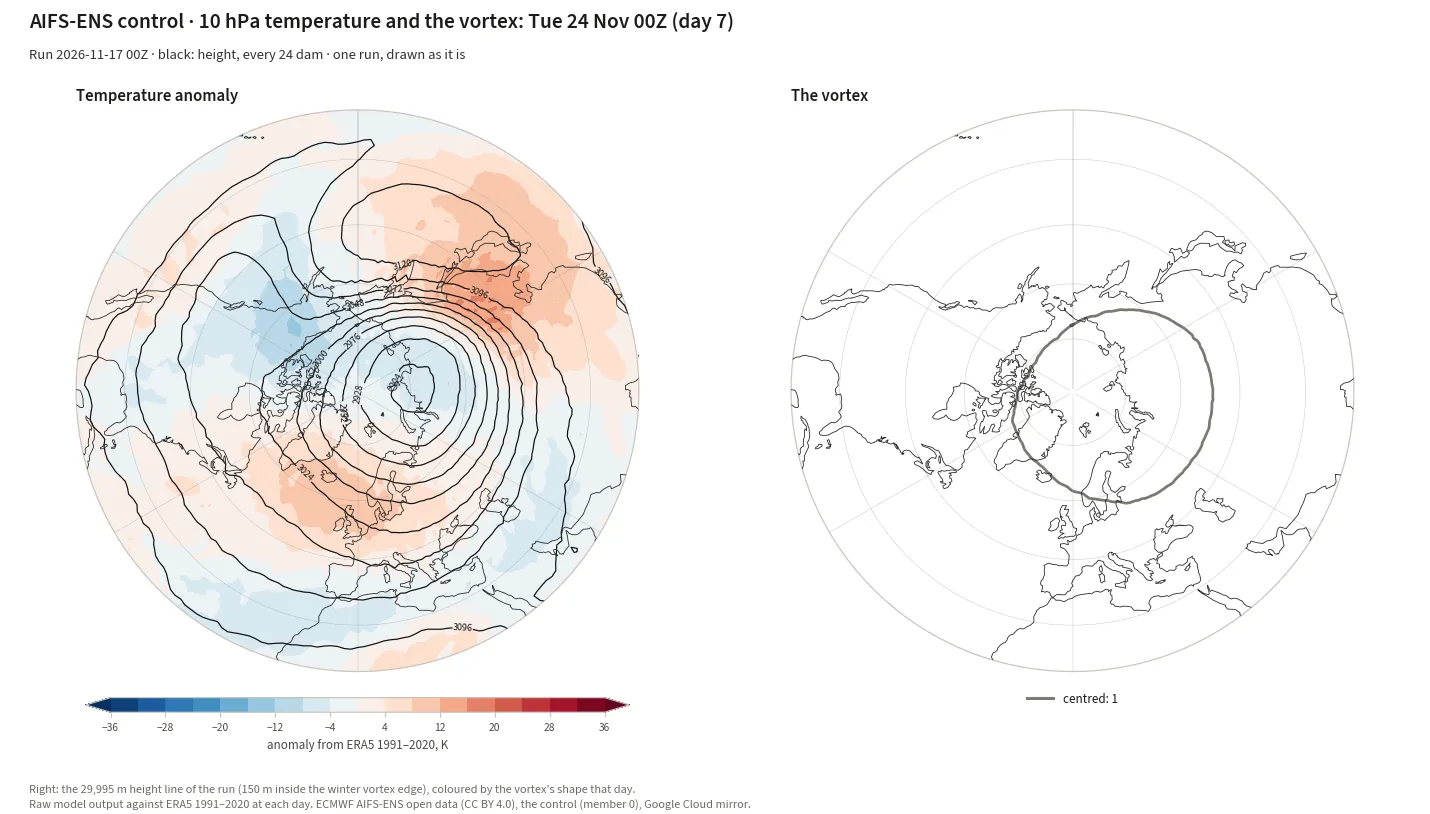 AIFS-ENS control · 10 hPa temperature and the vortex: Tue 24 Nov 00Z (day 7)
Run 2026-11-17 00Z · black: height, every 24 dam · one run, drawn as it is
Temperature anomaly
The vortex
3120
3096
3072
3096
3048
2976
3000
2904
2928
2952
3024
3096
−36 −28 −20 −12 −4 4 12 20 28 36
anomaly from ERA5 1991–2020, K
centred: 1
Right: the 29,995 m height line of the run (150 m inside the winter vortex edge), coloured by the vortex's shape that day.
Raw model output against ERA5 1991–2020 at each day. ECMWF AIFS-ENS open data (CC BY 4.0), the control (member 0), Google Cloud mirror.